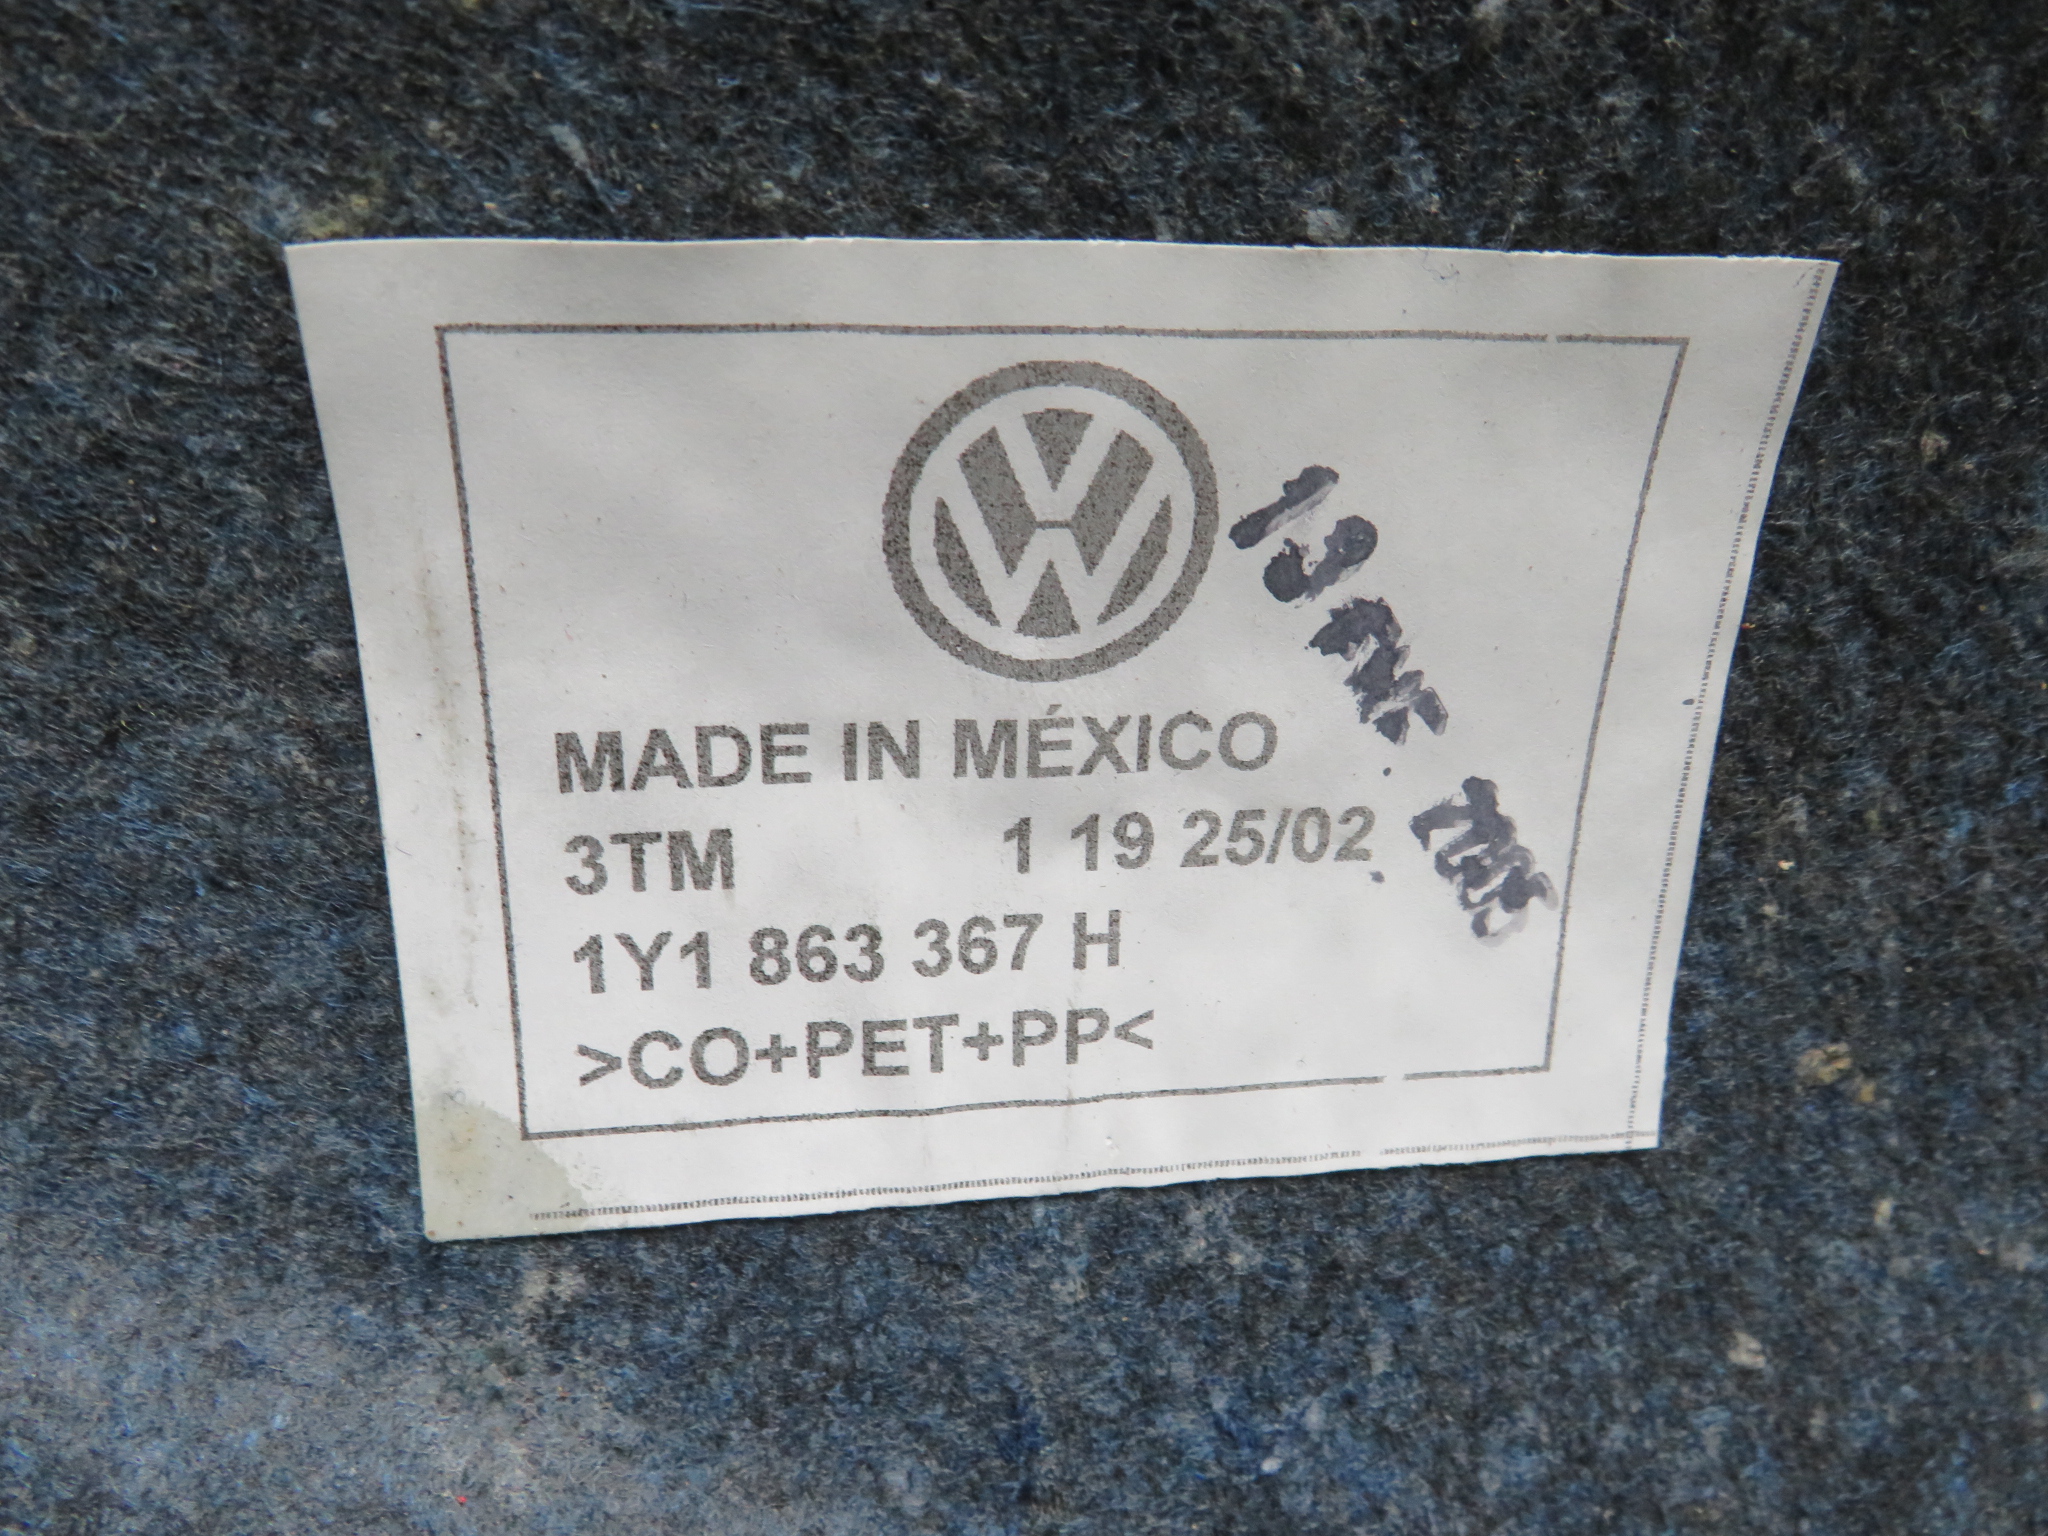 MADE IN MÉXICO
3TM 1 19 25/02
1Y1 863 367 H
>CO+PET+PP<